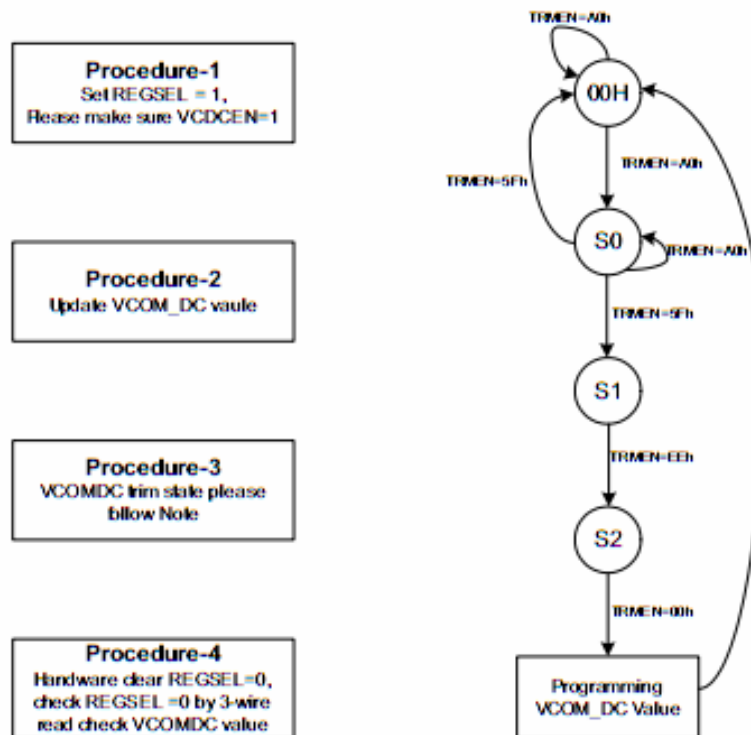 Procedure-1
Set REGSEL = 1,
Rease make sure VCDCEN=1
Procedure-2
Update VCOM_DC vaule
Procedure-3
VCOMDC trim state please
follow Note
Procedure-4
Hardware clear REGSEL=0,
check REGSEL =0 by 3-wire
read check VCOMDC value
TRMEN=A0h
00H
TRMEN=A0h
TRMEN=5Fh
S0
TRMEN=A0h
TRMEN=5Fh
S1
TRMEN=EEh
S2
TRMEN=00h
Programming
VCOM_DC Value